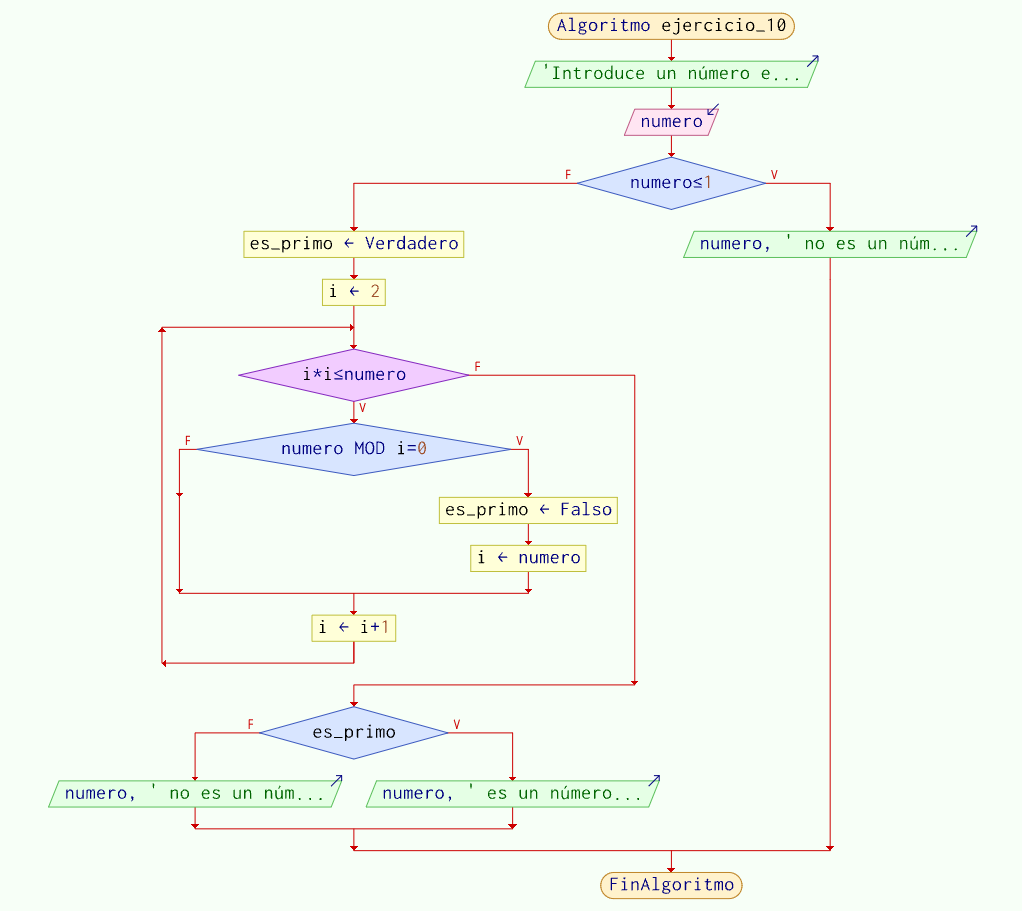 Algoritmo ejercicio_10
'Introduce un número e...
numero
numero≤1
F
V
es_primo ← Verdadero
numero, ' no es un núm...
i ← 2
i*i≤numero
F
V
numero MOD i=0
F
V
es_primo ← Falso
i ← numero
i ← i+1
es_primo
F
V
numero, ' no es un núm...
numero, ' es un número...
FinAlgoritmo